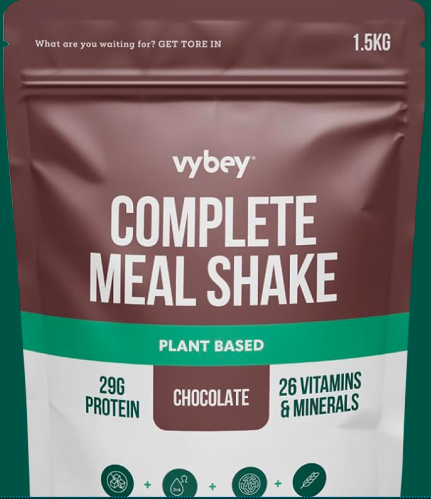 What are you waiting for? GET TORE IN
1.5KG
vybey®
COMPLETE
MEAL SHAKE
PLANT BASED
29G
PROTEIN
CHOCOLATE
26 VITAMINS
& MINERALS